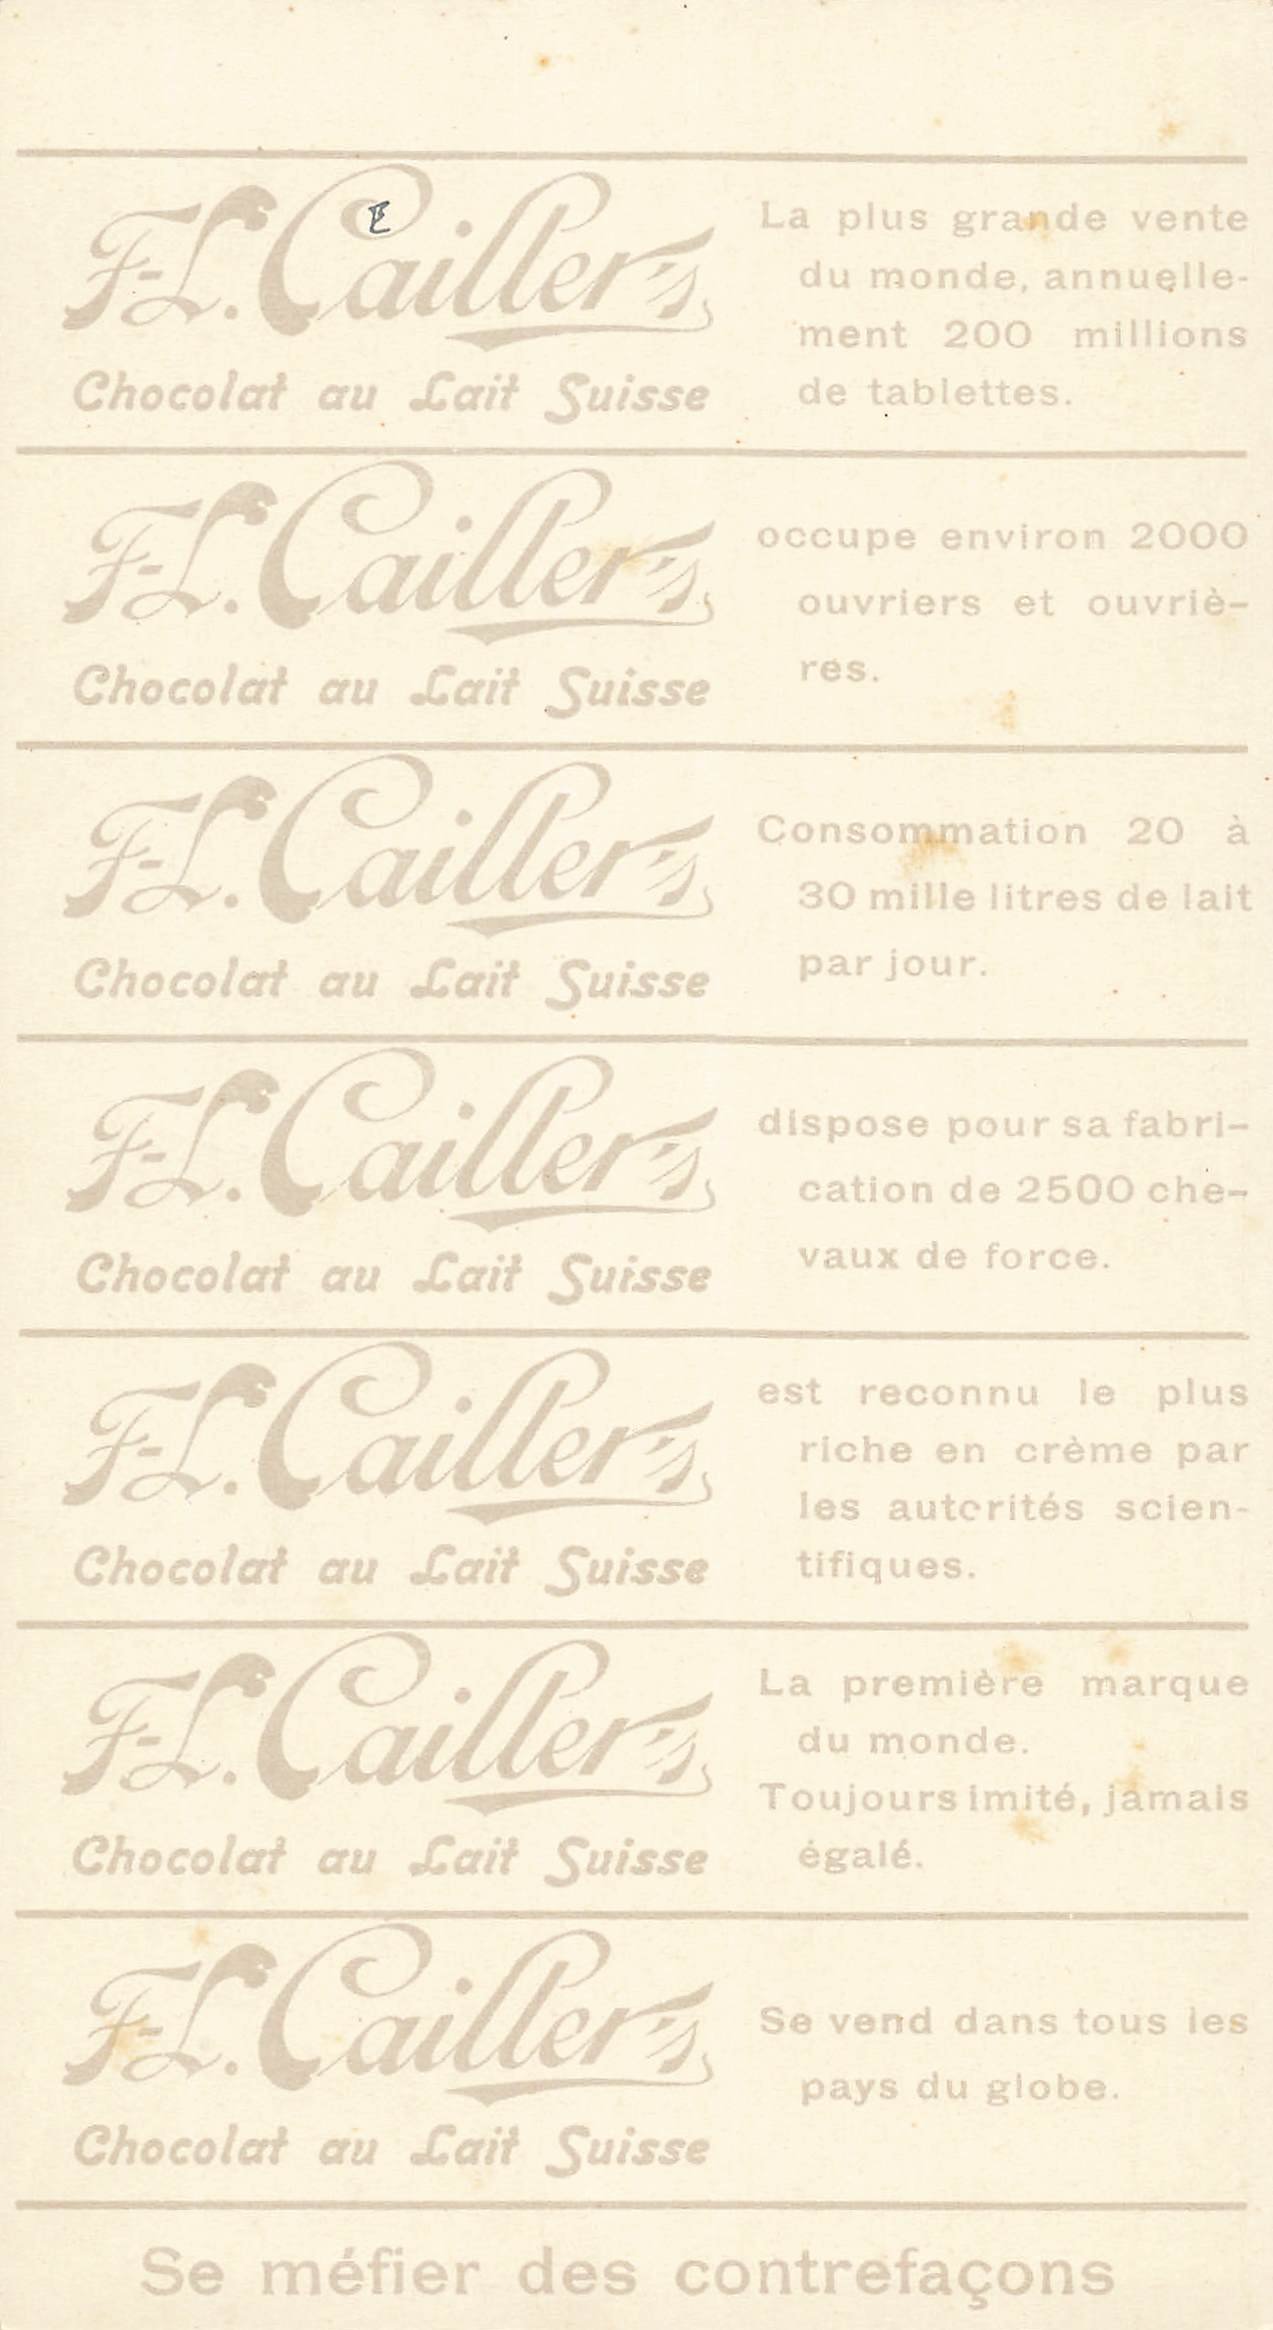 F-L. Cailler's
Chocolat au Lait Suisse
La plus grande vente
du monde, annuelle-
ment 200 millions
de tablettes.
F-L. Cailler's
Chocolat au Lait Suisse
occupe environ 2000
ouvriers et ouvriè-
res.
F-L. Cailler's
Chocolat au Lait Suisse
Consommation 20 à
30 mille litres de lait
par jour.
F-L. Cailler's
Chocolat au Lait Suisse
dispose pour sa fabri-
cation de 2500 che-
vaux de force.
F-L. Cailler's
Chocolat au Lait Suisse
est reconnu le plus
riche en crème par
les autorités scien-
tifiques.
F-L. Cailler's
Chocolat au Lait Suisse
La première marque
du monde.
Toujours imité, jamais
égalé.
F-L. Cailler's
Chocolat au Lait Suisse
Se vend dans tous les
pays du globe.
Se méfier des contrefaçons